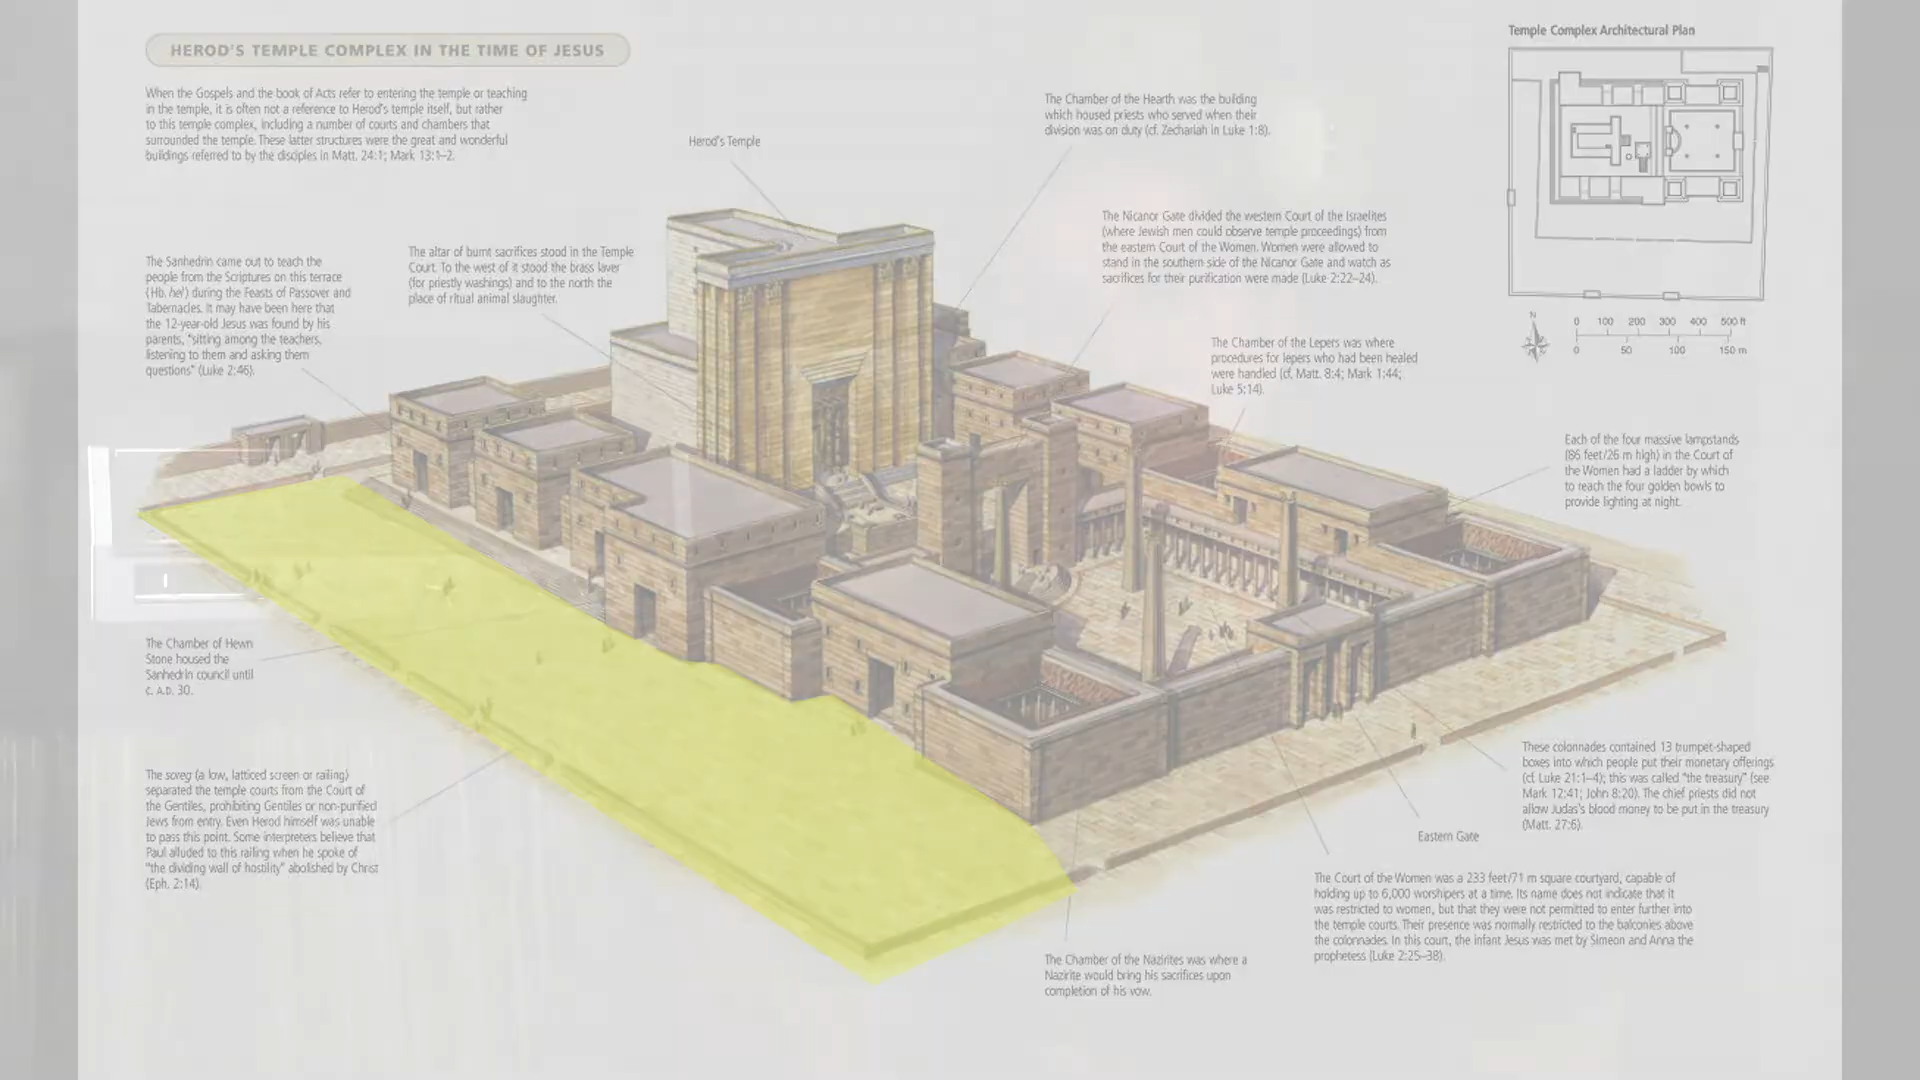 HEROD'S TEMPLE COMPLEX IN THE TIME OF JESUS
When the Gospels and the book of Acts refer to entering the temple or teaching
in the temple, it is often not a reference to Herod's temple itself, but rather
to this temple complex, including a number of courts and chambers that
surrounded the temple. These latter structures were the great and wonderful
buildings referred to by the disciples in Matt. 24:1; Mark 13:1–2.
Herod's Temple
The Chamber of the Hearth was the building
which housed priests who served when their
division was on duty (cf. Zechariah in Luke 1:8).
Temple Complex Architectural Plan
N
0 100 200 300 400 500 ft
0 50 100 150 m
The Sanhedrin came out to teach the
people from the Scriptures on this terrace
(Hb. hel) during the Feasts of Passover and
Tabernacles. It may have been here that
the 12-year-old Jesus was found by his
parents, "sitting among the teachers,
listening to them and asking them
questions" (Luke 2:46).
The altar of burnt sacrifices stood in the Temple
Court. To the west of it stood the brass laver
(for priestly washings) and to the north the
place of ritual animal slaughter.
The Nicanor Gate divided the western Court of the Israelites
(where Jewish men could observe temple proceedings) from
the eastern Court of the Women. Women were allowed to
stand in the southern side of the Nicanor Gate and watch as
sacrifices for their purification were made (Luke 2:22–24).
The Chamber of the Lepers was where
procedures for lepers who had been healed
were handled (cf. Matt. 8:4; Mark 1:44;
Luke 5:14).
Each of the four massive lampstands
(86 feet/26 m high) in the Court of
the Women had a ladder by which
to reach the four golden bowls to
provide lighting at night.
The Chamber of Hewn
Stone housed the
Sanhedrin council until
c. A.D. 30.
The soreg (a low, latticed screen or railing)
separated the temple courts from the Court of
the Gentiles, prohibiting Gentiles or non-purified
Jews from entry. Even Herod himself was unable
to pass this point. Some interpreters believe that
Paul alluded to this railing when he spoke of
"the dividing wall of hostility" abolished by Christ
(Eph. 2:14).
These colonnades contained 13 trumpet-shaped
boxes into which people put their monetary offerings
(cf. Luke 21:1–4); this was called "the treasury" (see
Mark 12:41; John 8:20). The chief priests did not
allow Judas's blood money to be put in the treasury
(Matt. 27:6).
Eastern Gate
The Court of the Women was a 233 feet/71 m square courtyard, capable of
holding up to 6,000 worshipers at a time. Its name does not indicate that it
was restricted to women, but that they were not permitted to enter further into
the temple courts. Their presence was normally restricted to the balconies above
the colonnades. In this court, the infant Jesus was met by Simeon and Anna the
prophetess (Luke 2:25–38).
The Chamber of the Nazirites was where a
Nazirite would bring his sacrifices upon
completion of his vow.